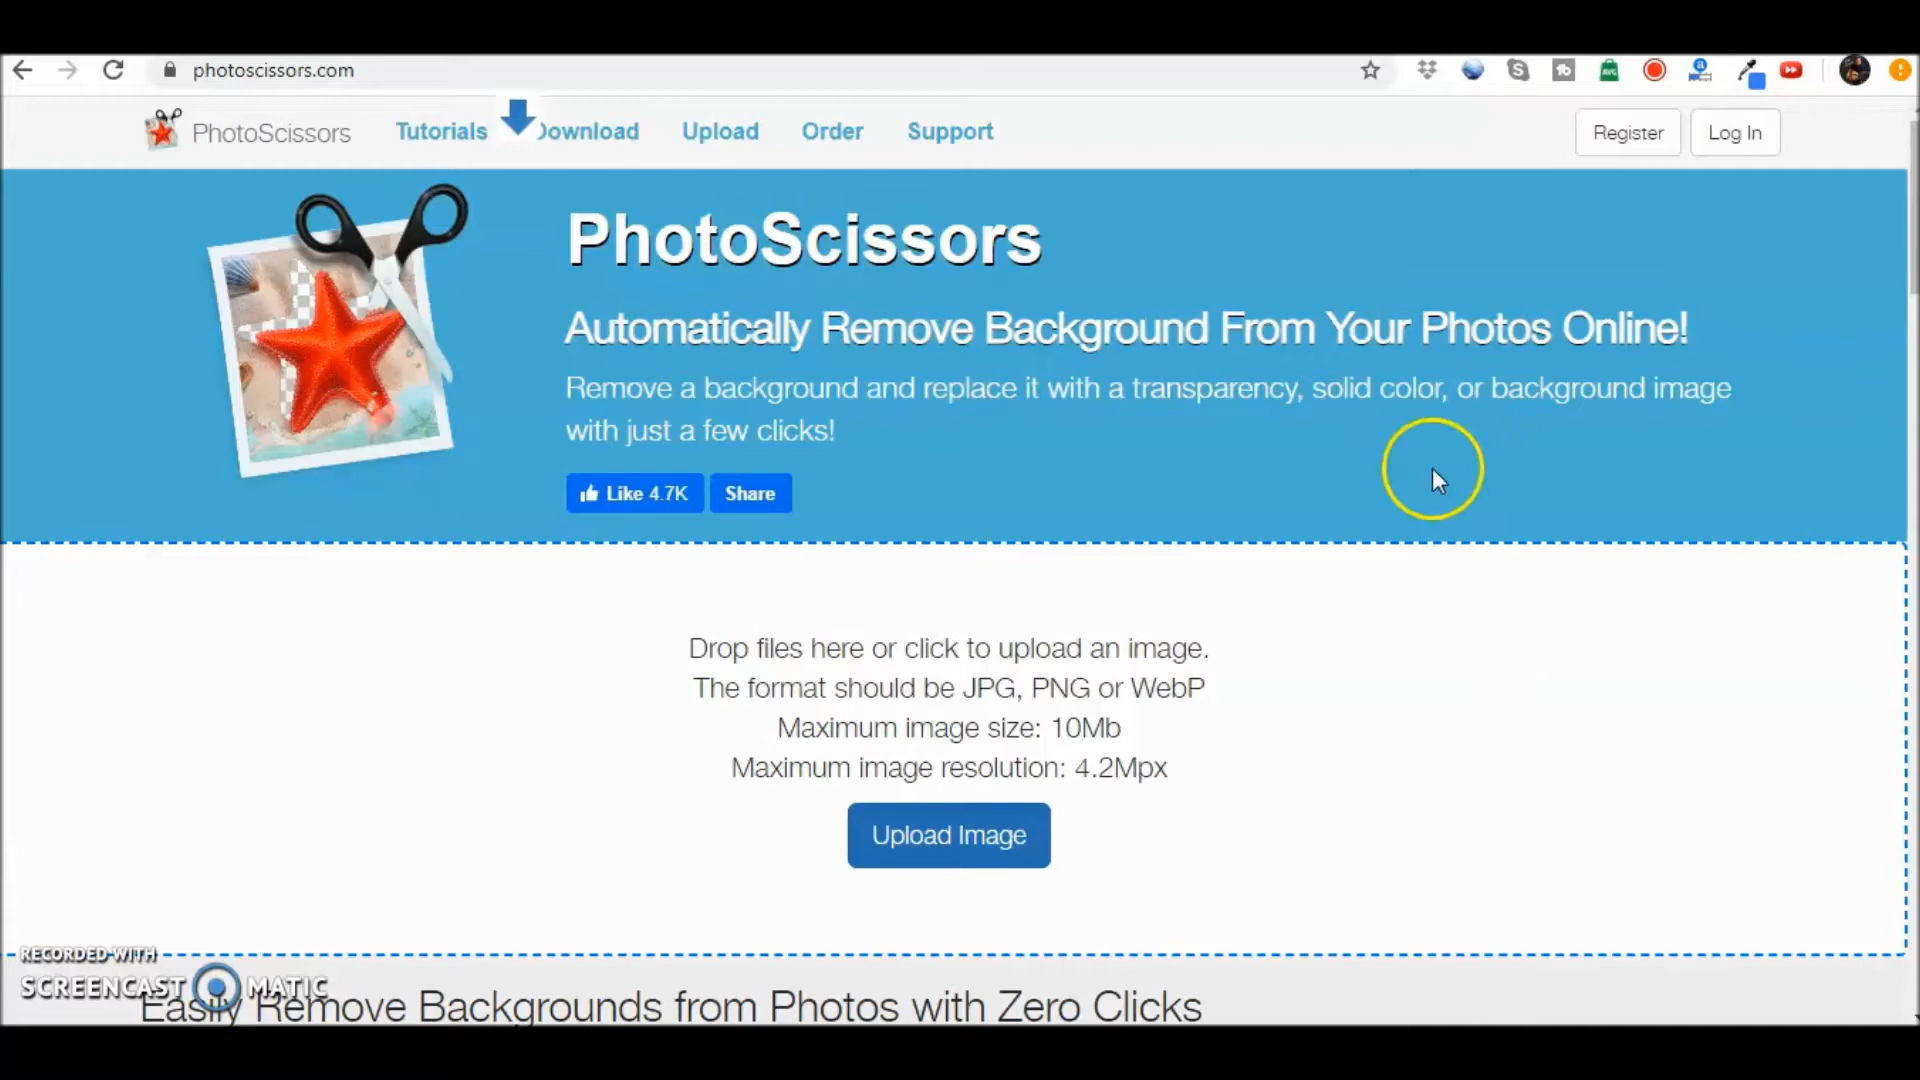 photoscissors.com
PhotoScissors Tutorials Download Upload Order Support Register Log In
PhotoScissors
Automatically Remove Background From Your Photos Online!
Remove a background and replace it with a transparency, solid color, or background image
with just a few clicks!
Like 4.7K Share
Drop files here or click to upload an image.
The format should be JPG, PNG or WebP
Maximum image size: 10Mb
Maximum image resolution: 4.2Mpx
Upload Image
RECORDED WITH
SCREENCAST MATIC
Easily Remove Backgrounds from Photos with Zero Clicks